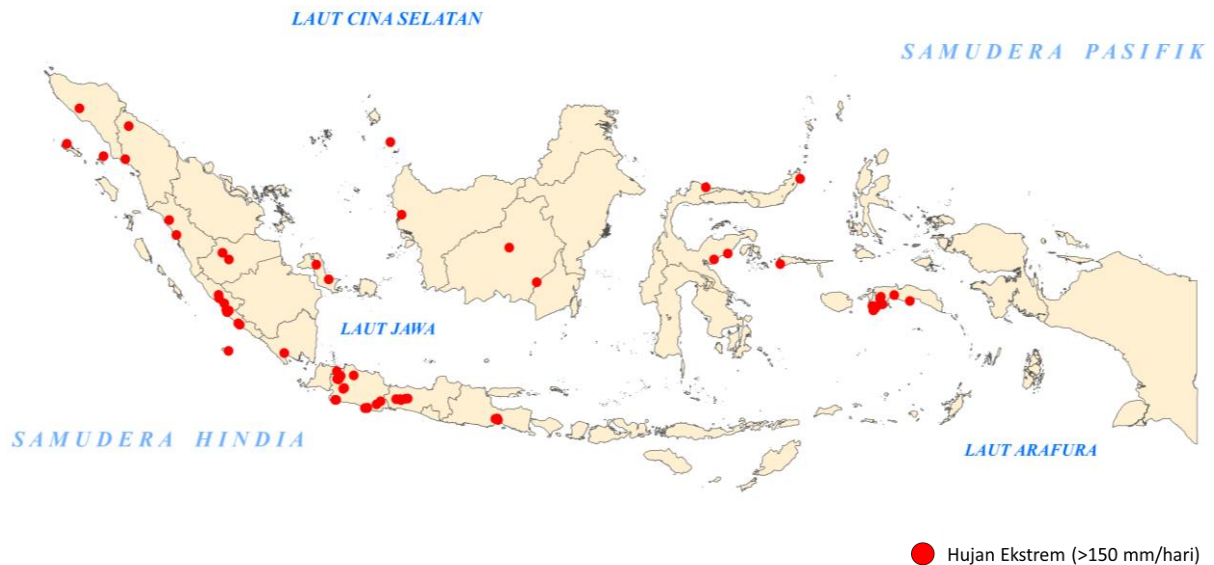 LAUT CINA SELATAN
SAMUDERA PASIFIK
LAUT JAWA
SAMUDERA HINDIA
LAUT ARAFURA
Hujan Ekstrem (>150 mm/hari)